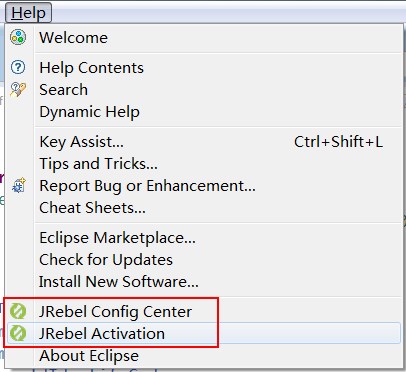 Help
Welcome
Help Contents
Search
Dynamic Help
Key Assist... Ctrl+Shift+L
Tips and Tricks...
Report Bug or Enhancement...
Cheat Sheets...
Eclipse Marketplace...
Check for Updates
Install New Software...
JRebel Config Center
JRebel Activation
About Eclipse